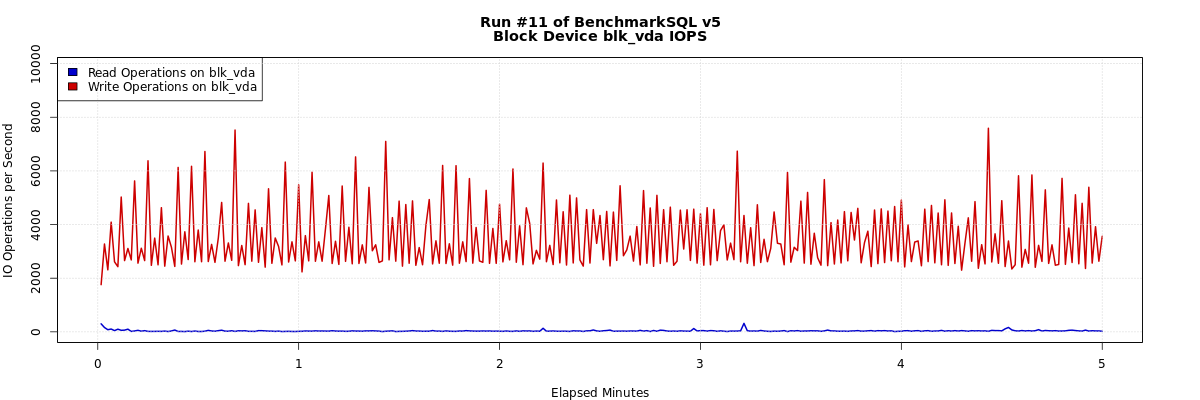 Run #11 of BenchmarkSQL v5
Block Device blk_vda IOPS
Read Operations on blk_vda
Write Operations on blk_vda
IO Operations per Second
10000
8000
6000
4000
2000
0
0 1 2 3 4 5
Elapsed Minutes